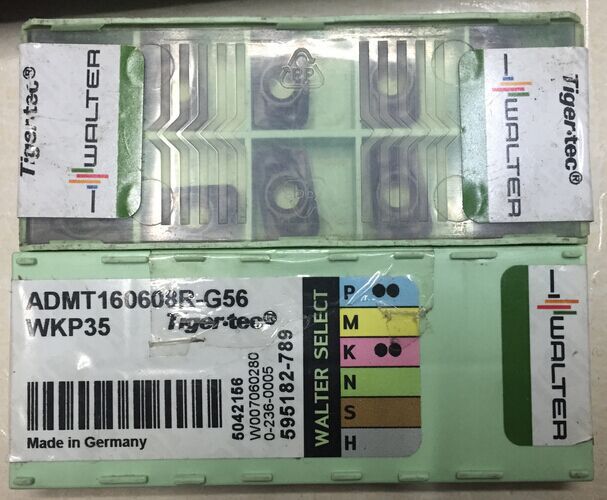 Tiger·tec®
WALTER
PP
WALTER
Tiger·tec®
ADMT160608R-G56
WKP35
Tiger·tec®
Made in Germany
5042156
W007060280
0-236-0005
595182-789
WALTER SELECT
P
M
K
N
S
H
WALTER